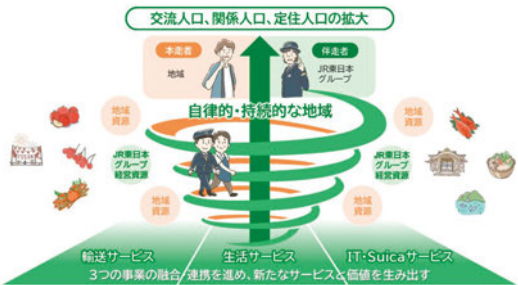 交流人口、関係人口、定住人口の拡大
本走者
地域
伴走者
JR東日本
グループ
自律的・持続的な地域
地域
資源
地域
資源
JR東日本
グループ
経営資源
JR東日本
グループ
経営資源
地域
資源
地域
資源
輸送サービス
生活サービス
IT・Suicaサービス
3つの事業の融合・連携を進め、新たなサービスと価値を生み出す